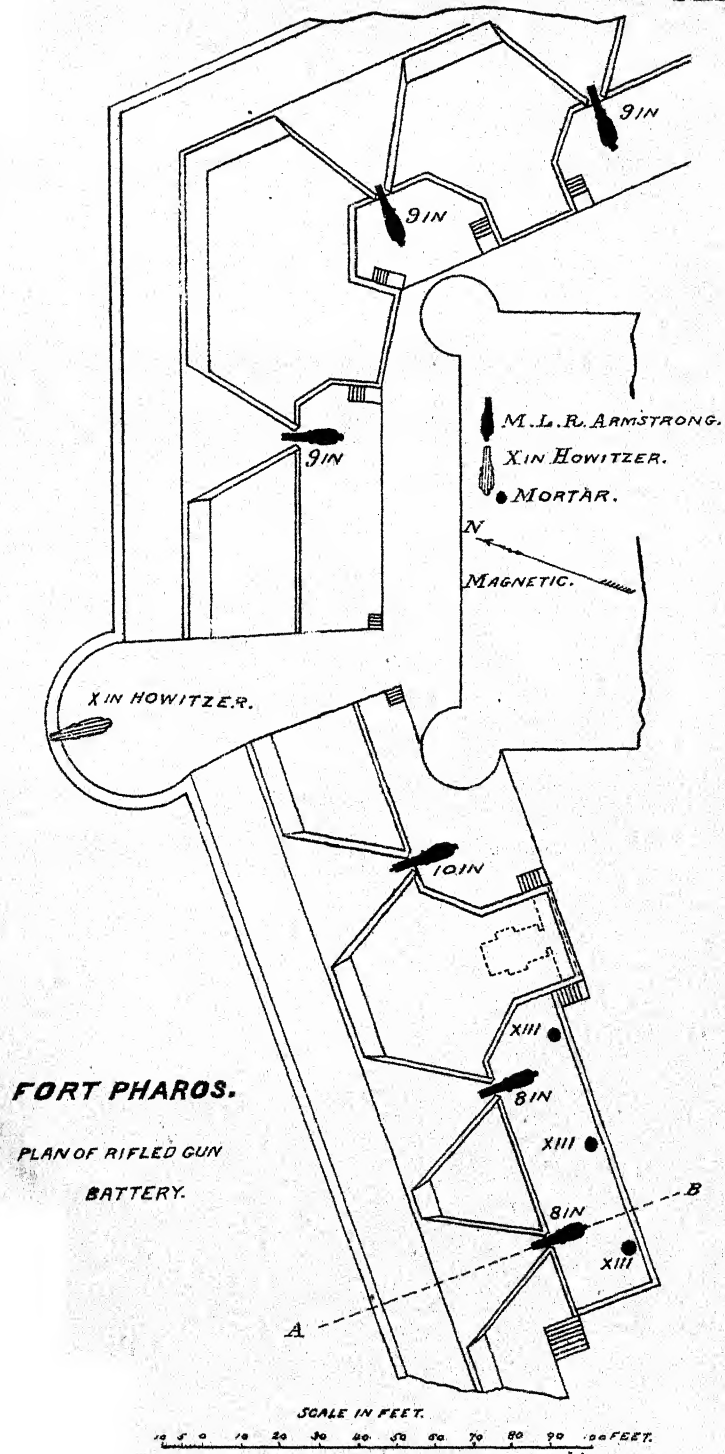 9IN
9IN
9IN
M.L.R. ARMSTRONG.
X IN HOWITZER.
MORTAR.
N
MAGNETIC.
X IN HOWITZER.
10.IN
XIII
8IN
FORT PHAROS.
PLAN OF RIFLED GUN
BATTERY.
XIII
B
8IN
XIII
A
SCALE IN FEET.
10 5 0 10 20 30 40 50 60 70 80 90 100 FEET.